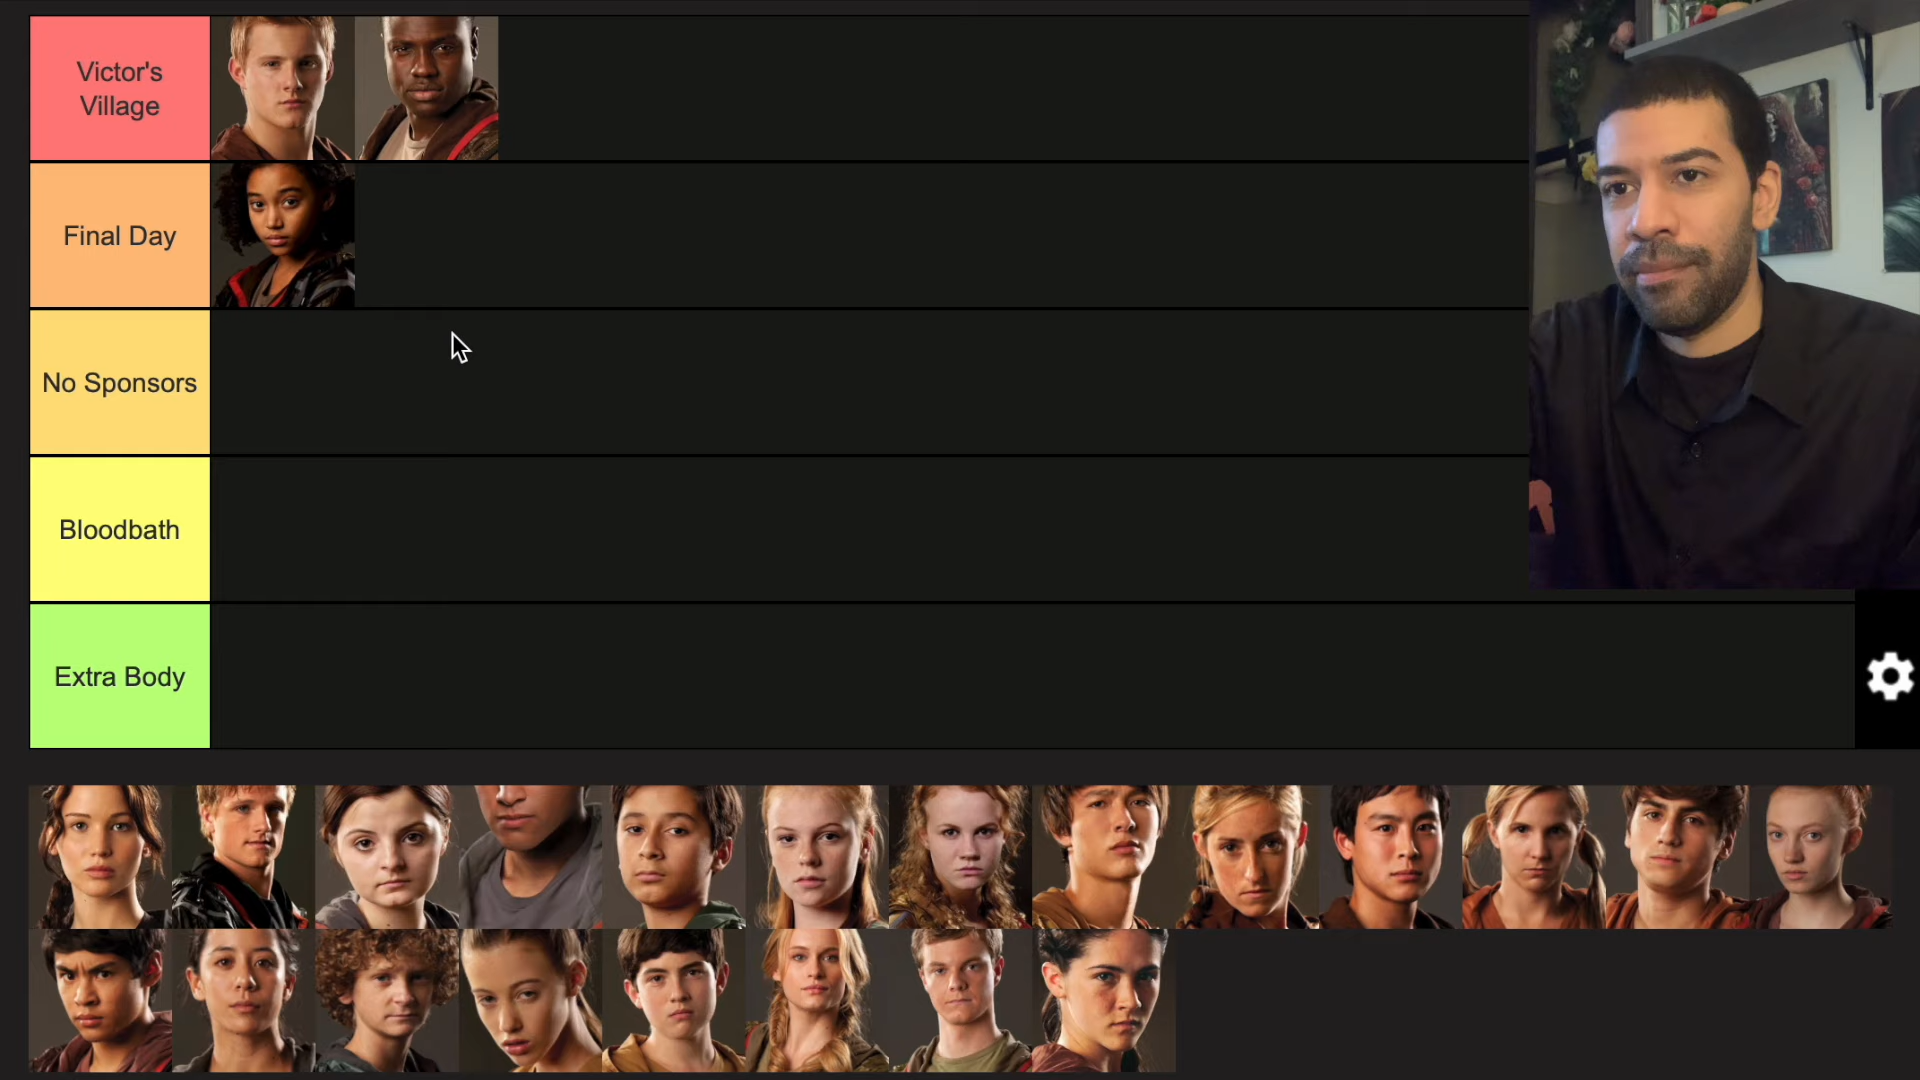 Victor's
Village
Final Day
No Sponsors
Bloodbath
Extra Body